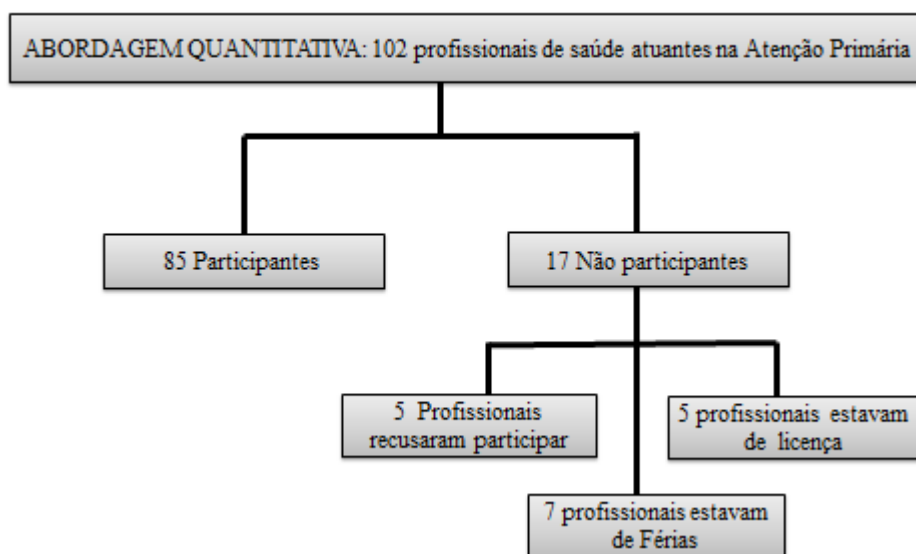 ABORDAGEM QUANTITATIVA: 102 profissionais de saúde atuantes na Atenção Primária
85 Participantes
17 Não participantes
5 Profissionais
recusaram participar
5 profissionais estavam
de licença
7 profissionais estavam
de Férias